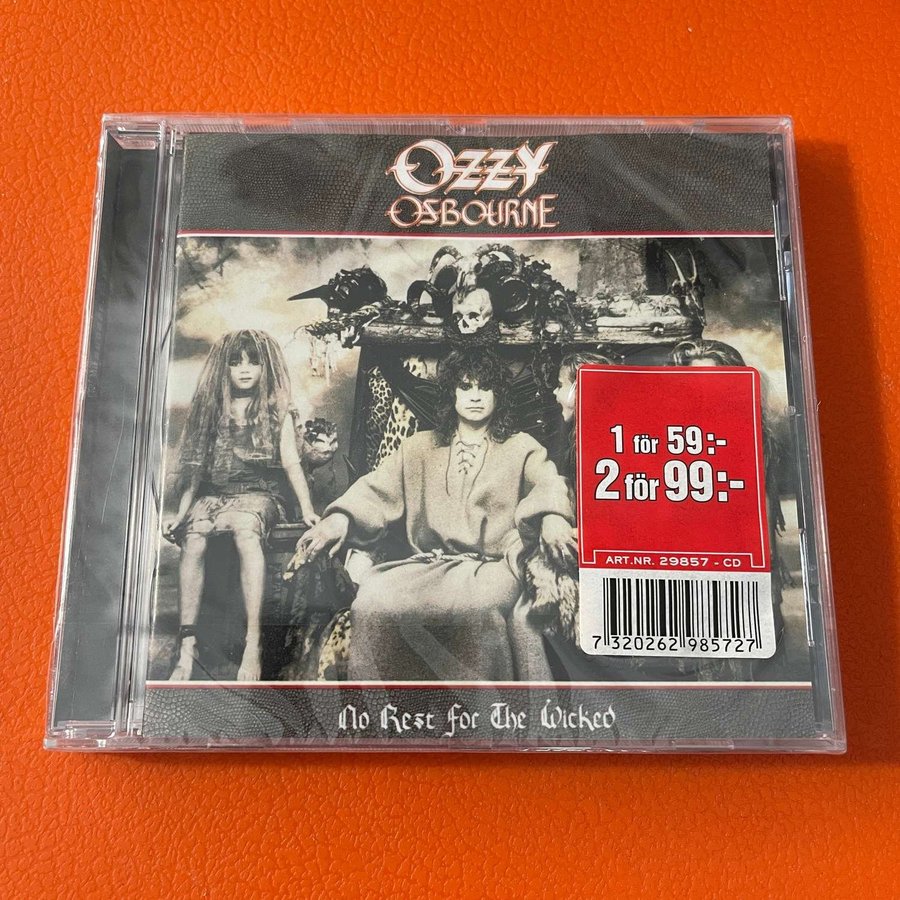 OZZY
OSBOURNE
1 för 59:-
2 för 99:-
ART.NR. 29857 - CD
7 320262 985727
No Rest for The Wicked